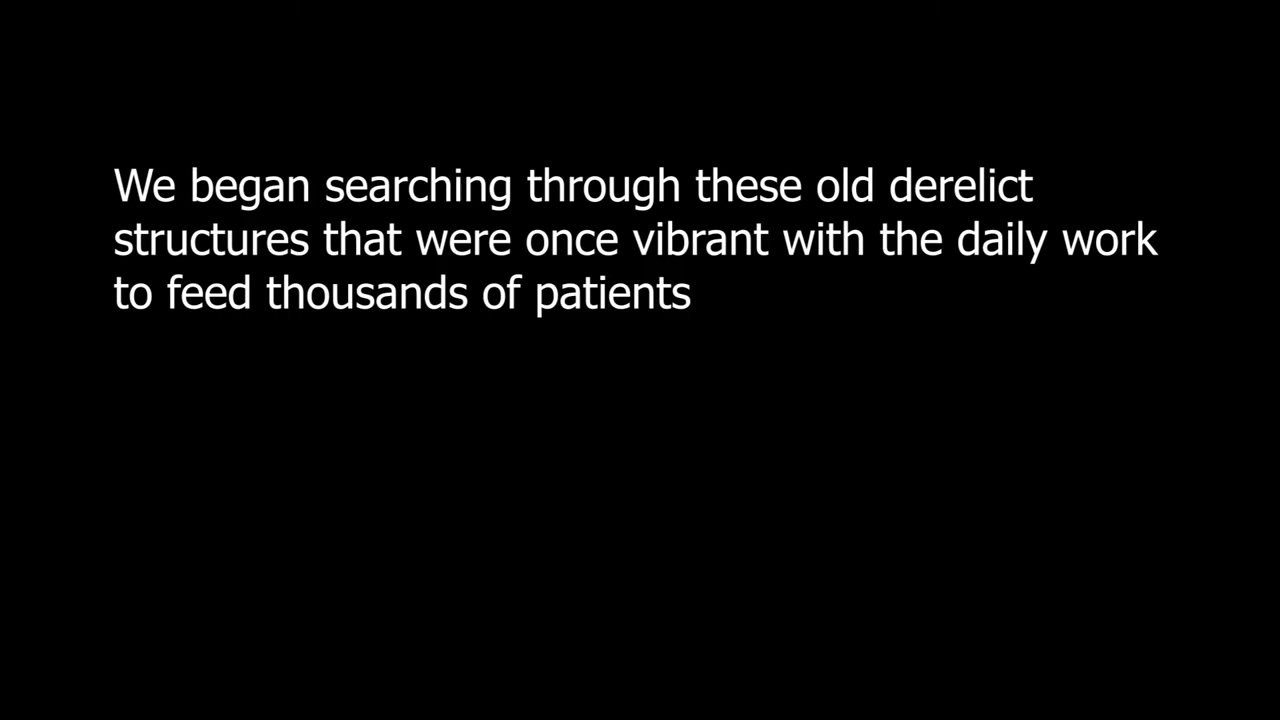 We began searching through these old derelict
structures that were once vibrant with the daily work
to feed thousands of patients